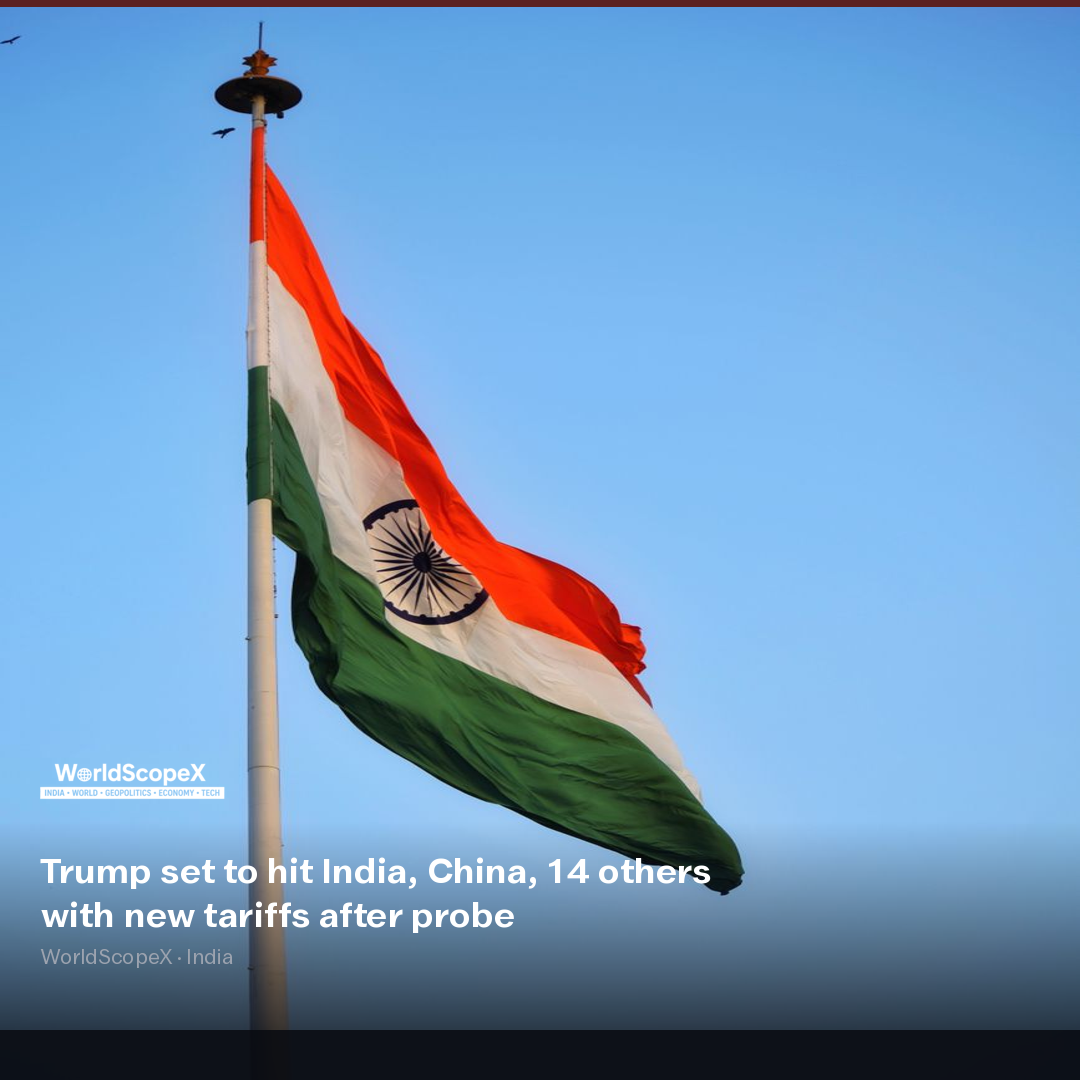 WorldScopeX
INDIA • WORLD • GEOPOLITICS • ECONOMY • TECH
Trump set to hit India, China, 14 others
with new tariffs after probe
WorldScopeX · India